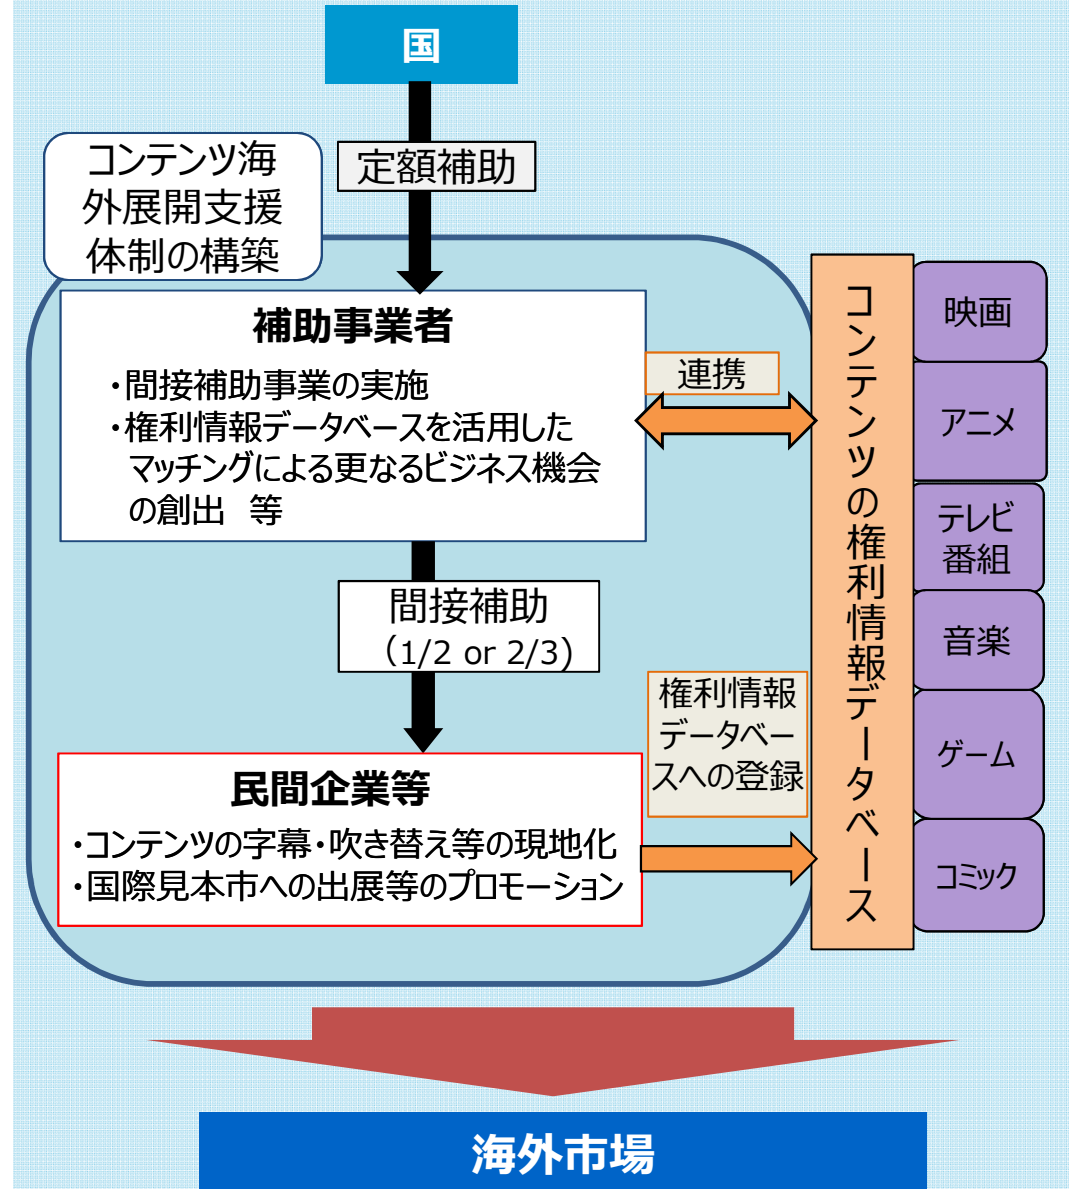 国
定額補助
コンテンツ海
外展開支援
体制の構築
補助事業者
・間接補助事業の実施
・権利情報データベースを活用した
マッチングによる更なるビジネス機会
の創出　等
連携
間接補助
（1/2 or 2/3)
権利情報
データベー
スへの登録
民間企業等
・コンテンツの字幕・吹き替え等の現地化
・国際見本市への出展等のプロモーション
コンテンツの権利情報データベース
映画
アニメ
テレビ
番組
音楽
ゲーム
コミック
海外市場